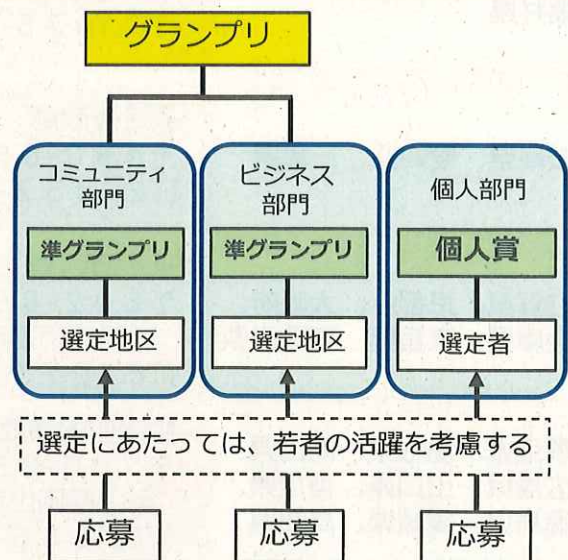 グランプリ
コミュニティ
部門
ビジネス
部門
個人部門
準グランプリ
準グランプリ
個人賞
選定地区
選定地区
選定者
選定にあたっては、若者の活躍を考慮する
応募
応募
応募